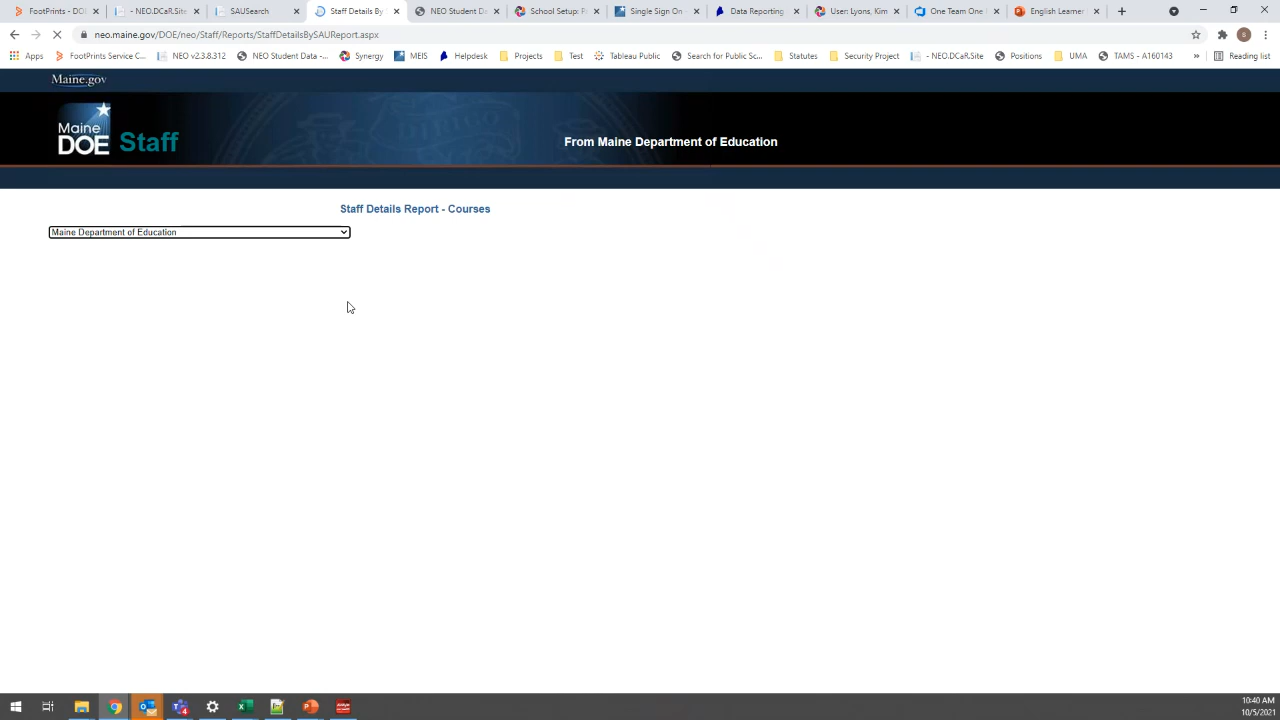 FootPrints - DOE
- NEO.DCaR.Site
SAUSearch
Staff Details By
NEO Student Da
School Setup: Po
Single Sign On
Data Reporting
User: Lyons, Kim
One Team One
English Learner
neo.maine.gov/DOE/neo/Staff/Reports/StaffDetailsBySAUReport.aspx
S
Apps
FootPrints Service C...
NEO v2.3.8.312
NEO Student Data -...
Synergy
MEIS
Helpdesk
Projects
Test
Tableau Public
Search for Public Sc...
Statutes
Security Project
- NEO.DCaR.Site
Positions
UMA
TAMS - A160143
»
Reading list
Maine.gov
Maine
DOE
Staff
From Maine Department of Education
Staff Details Report - Courses
Maine Department of Education
10:40 AM
10/5/2021